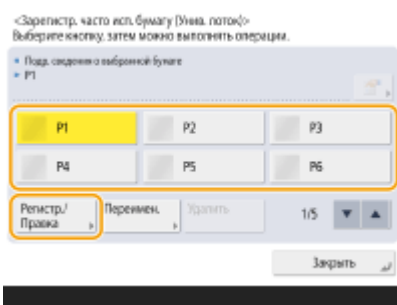 <Зарегистр. часто исп. бумагу (Унив. лоток)>
Выберите кнопку, затем можно выполнять операции.
Подр. сведения о выбранной бумаге
P1
P1 P2 P3
P4 P5 P6
Регистр./ Переимен. Удалить 1/5
Правка
Закрыть